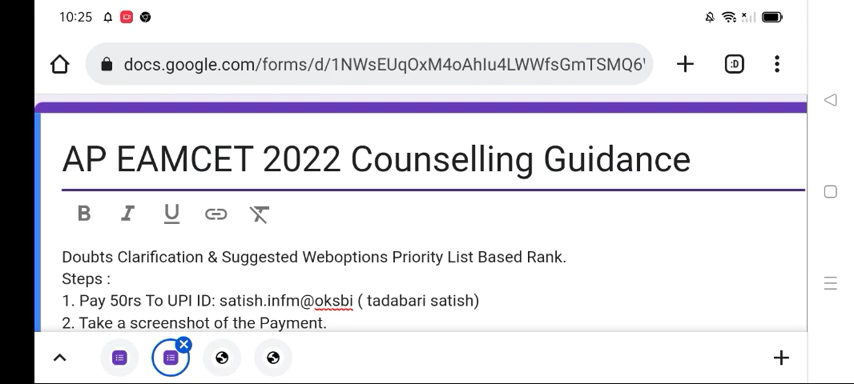 10:25
docs.google.com/forms/d/1NWsEUqOxM4oAhIu4LWWfsGmTSMQ6
:D
AP EAMCET 2022 Counselling Guidance
B I U
Doubts Clarification & Suggested Weboptions Priority List Based Rank.
Steps :
1. Pay 50rs To UPI ID: satish.infm@oksbi ( tadabari satish)
2. Take a screenshot of the Payment.